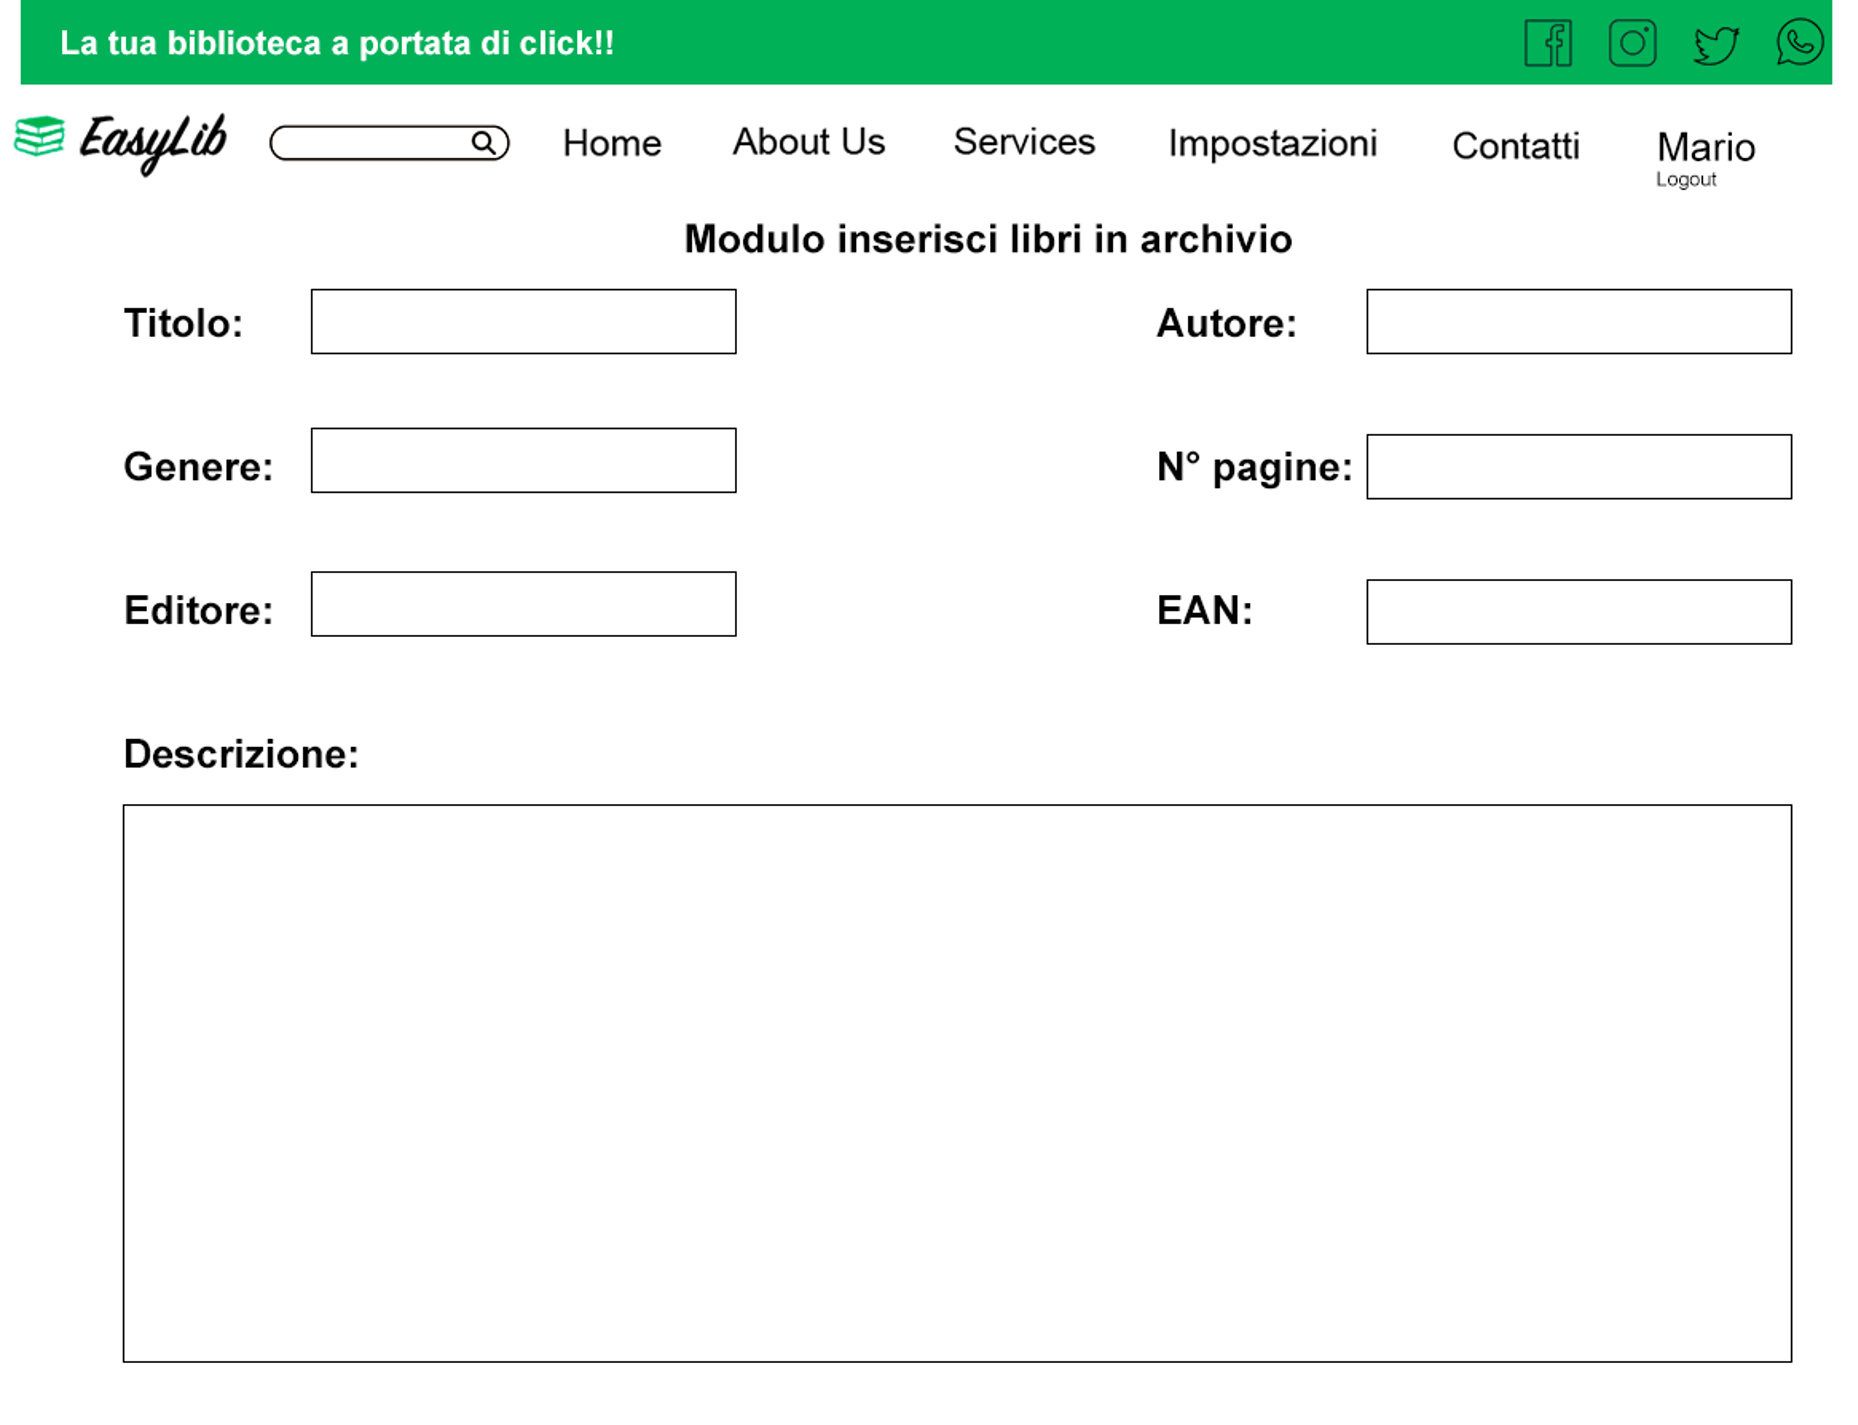 La tua biblioteca a portata di click!!
EasyLib Home About Us Services Impostazioni Contatti Mario
Logout
Modulo inserisci libri in archivio
Titolo: Autore:
Genere: N° pagine:
Editore: EAN:
Descrizione: